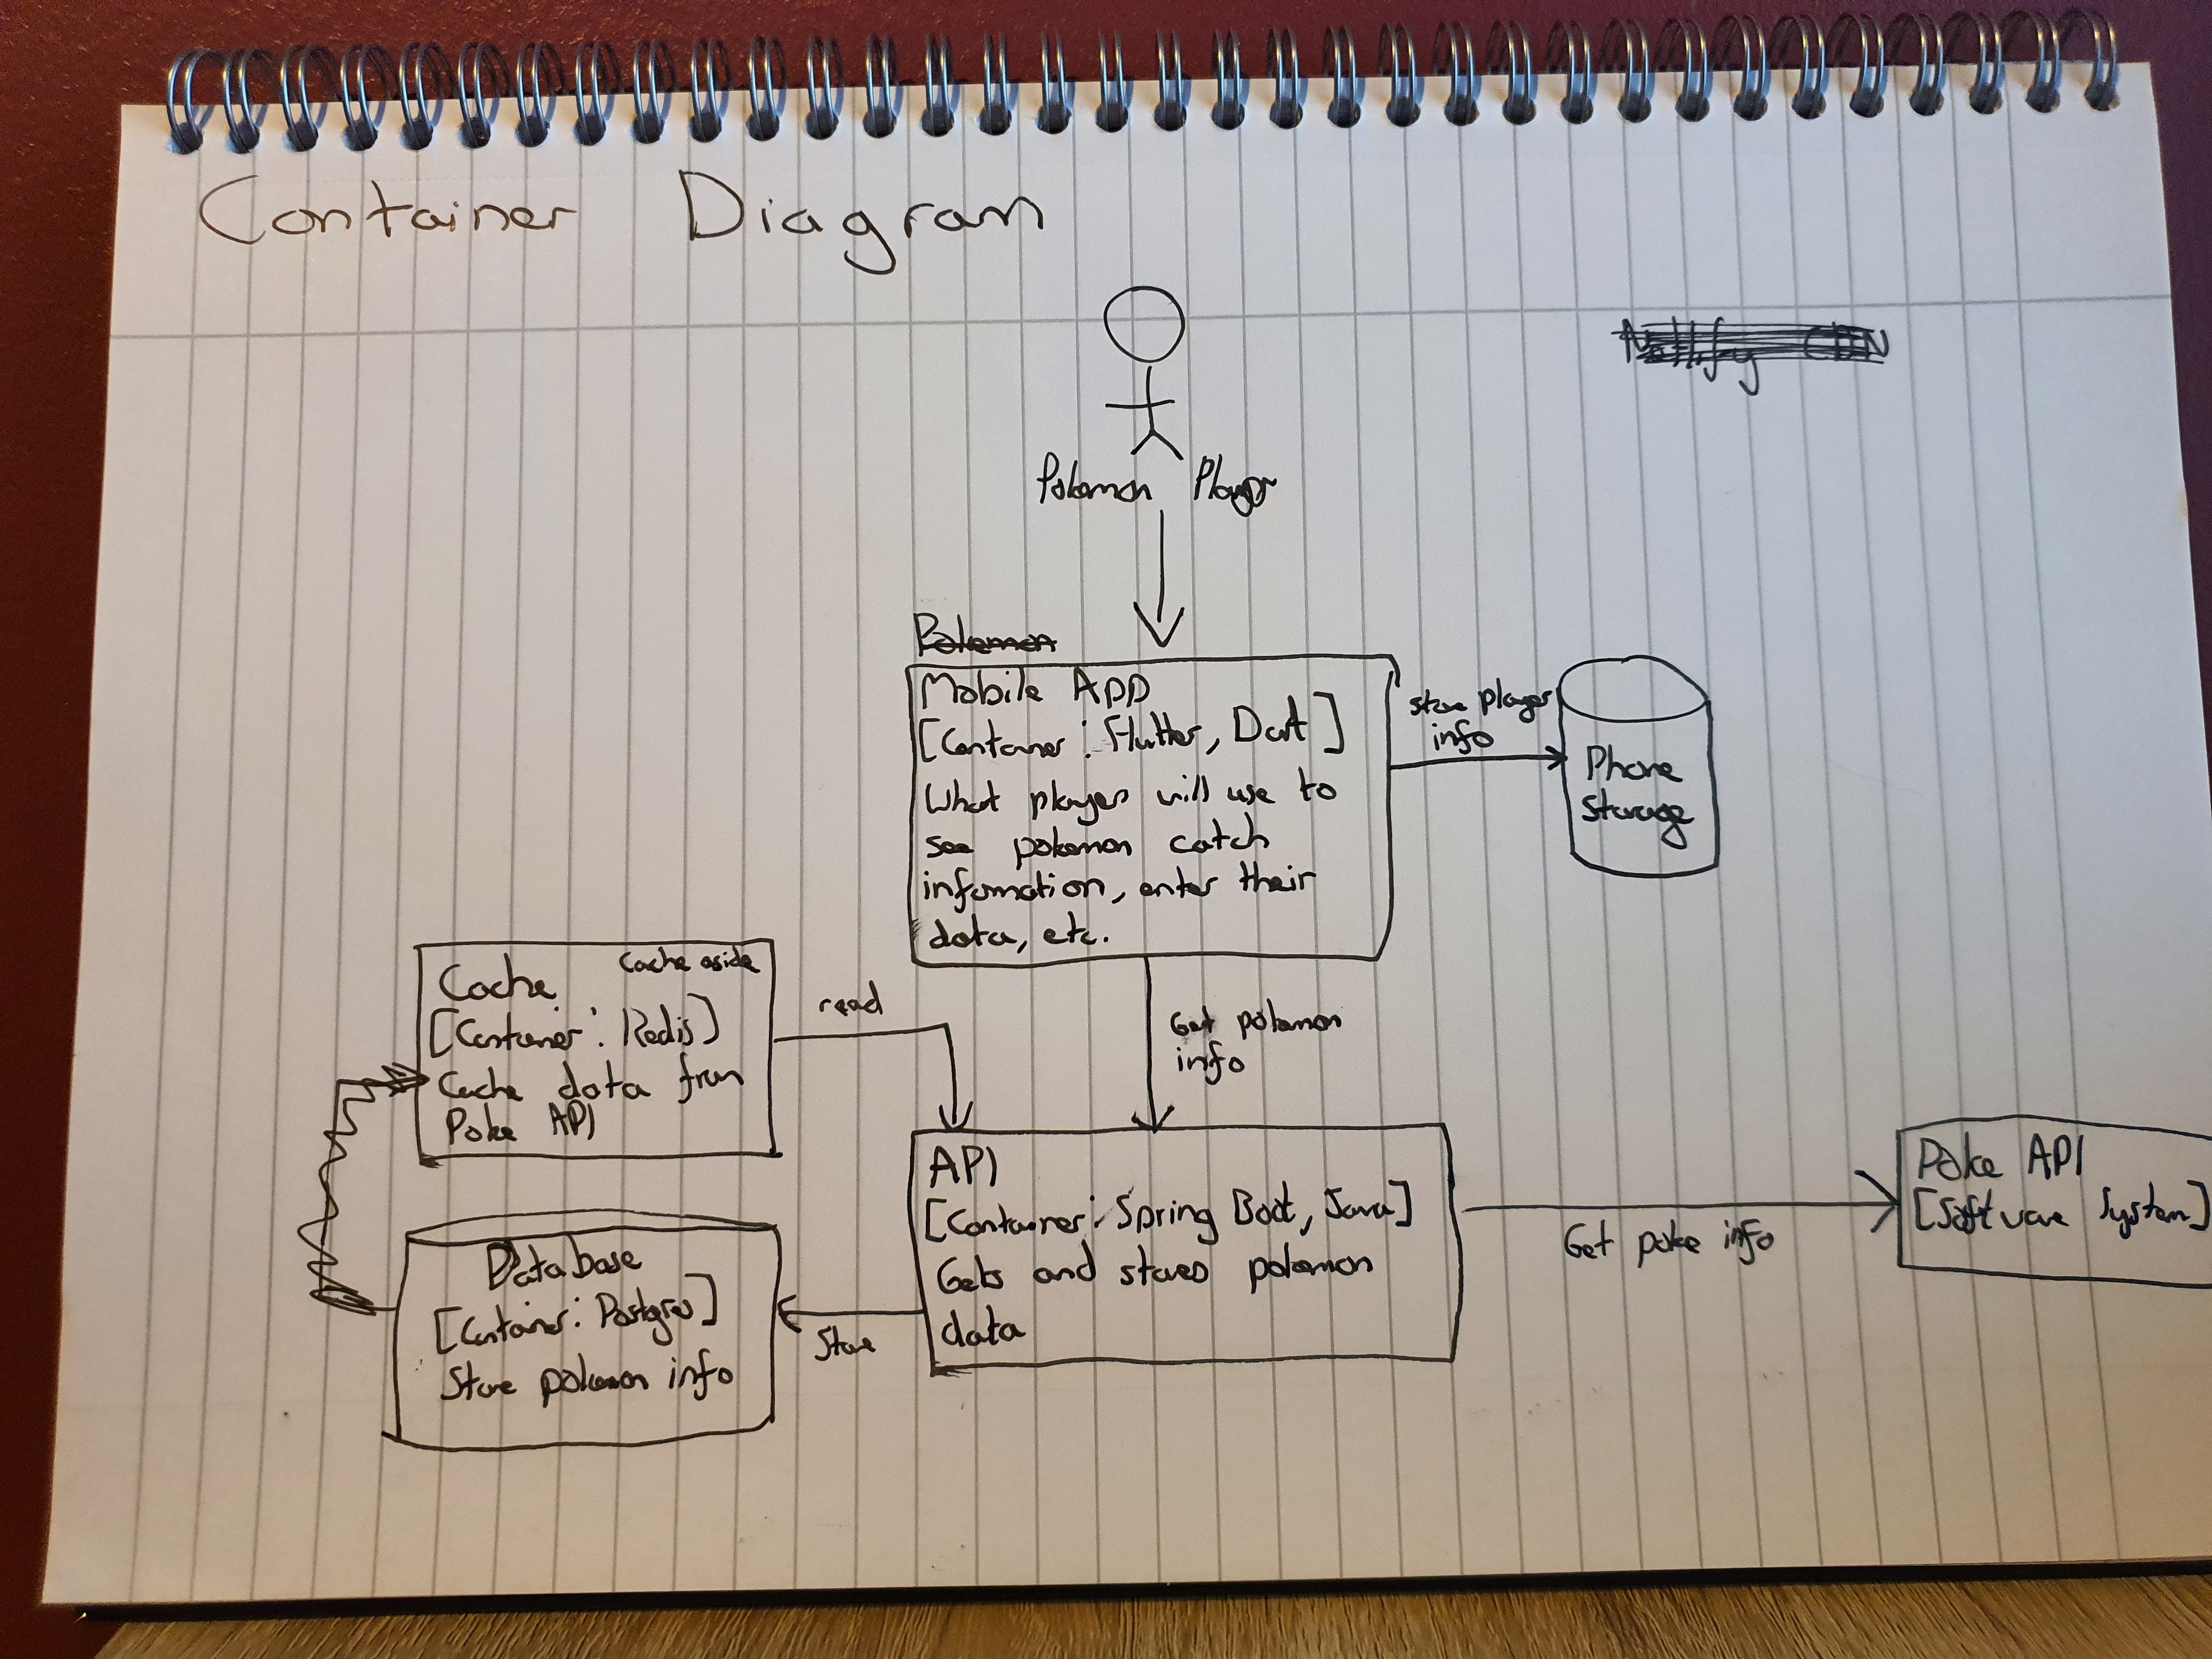 Container Diagram
Netlify CDN
Pokemon Player
Pokemon
Mobile App
[Container: Flutter, Dart]
What players will use to
see pokemon catch
information, enter their
data, etc.
store player
info
Phone
Storage
Cache aside
Cache
[Container: Redis]
Cache data from
Poke API
read
Get pokemon
info
API
[Container: Spring Boot, Java]
Gets and stores pokemon
data
Get poke info
Poke API
[Software System]
Database
[Container: Postgres]
Store pokemon info
Store